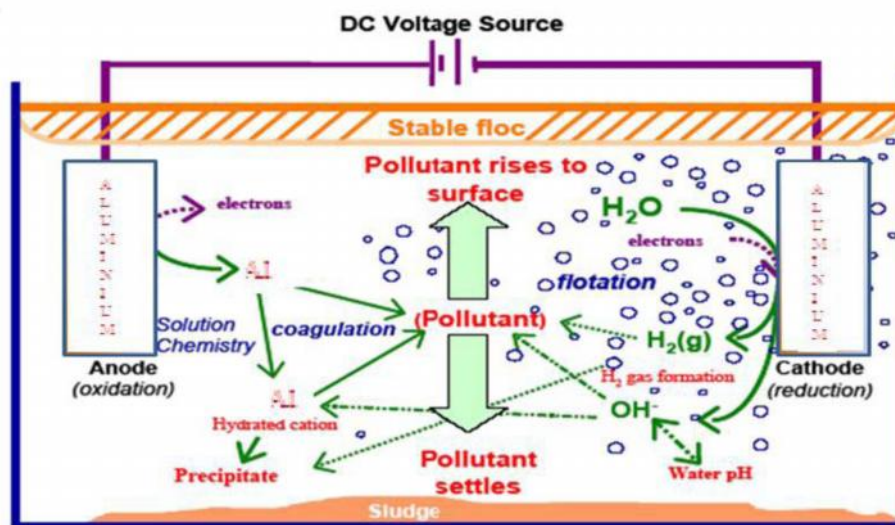 DC Voltage Source
Stable floc
Pollutant rises to
surface
ALUMINIUM
electrons
H₂O
electrons
ALUMINIUM
Al
flotation
Solution
Chemistry
coagulation
(Pollutant)
H₂(g)
Anode
(oxidation)
Cathode
(reduction)
H₂ gas formation
Al
Hydrated cation
OH⁻
Precipitate
Pollutant
settles
Water pH
Sludge